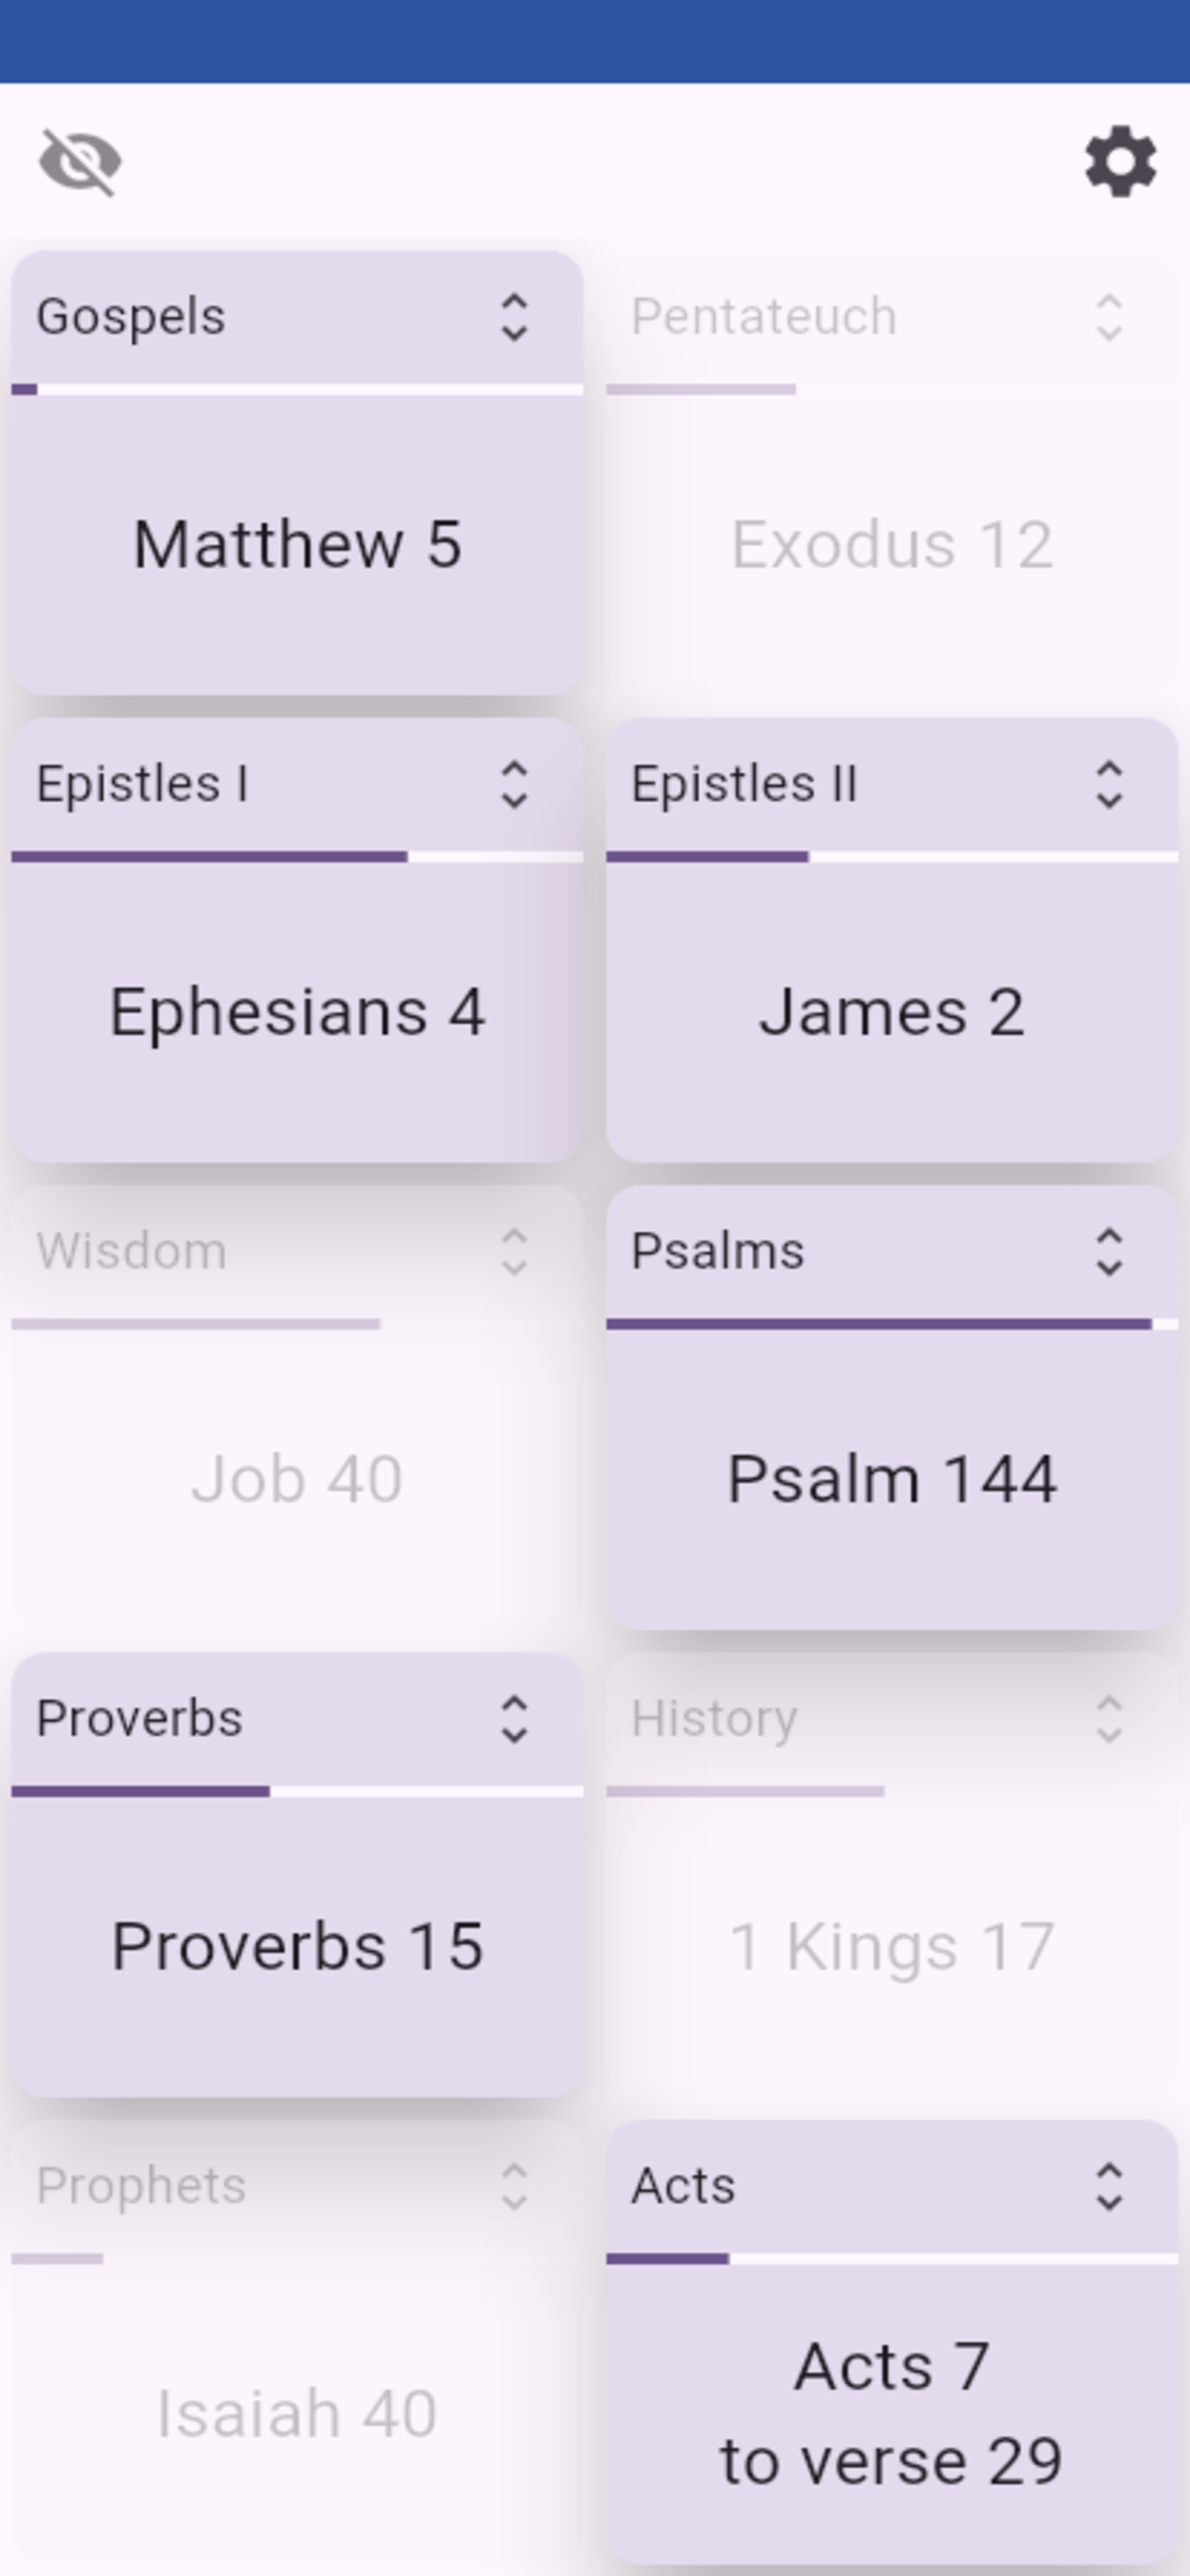 Gospels
Pentateuch
Matthew 5
Exodus 12
Epistles I
Epistles II
Ephesians 4
James 2
Wisdom
Psalms
Job 40
Psalm 144
Proverbs
History
Proverbs 15
1 Kings 17
Prophets
Acts
Isaiah 40
Acts 7
to verse 29